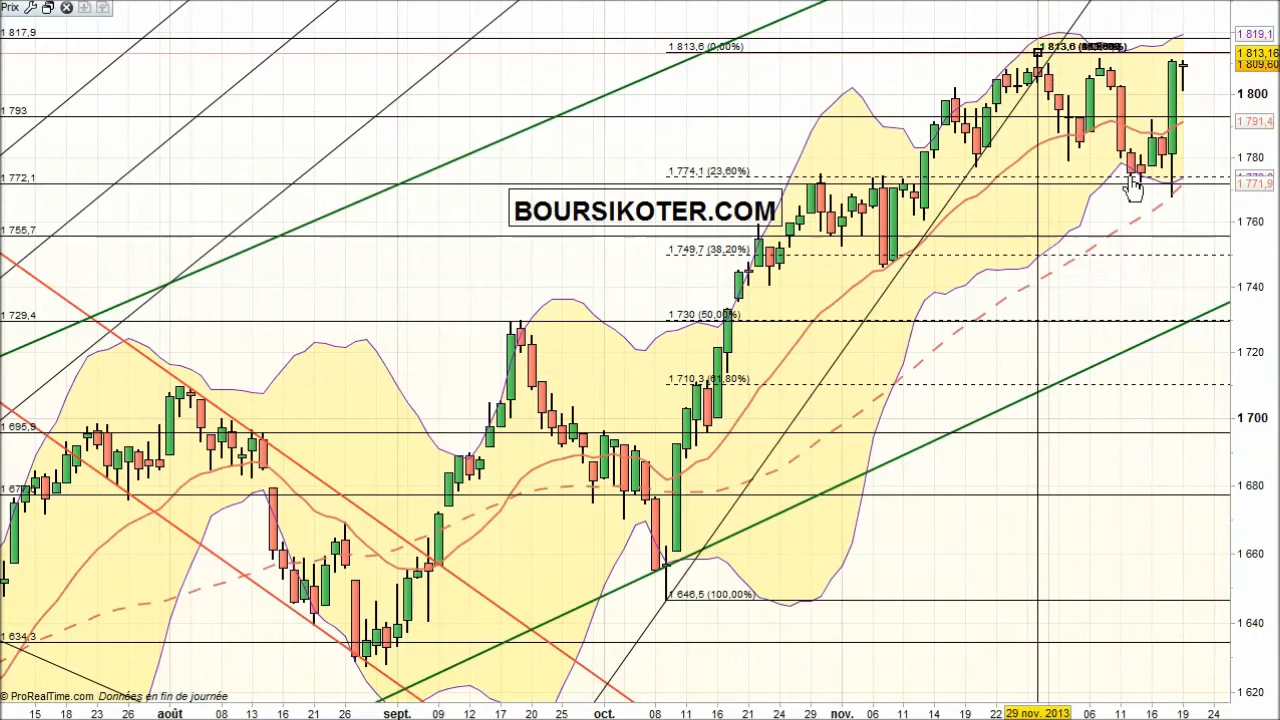 Prix
1 817,9
1 813,6 (0,00%)
1 813,6
1 819,1
1 813,16
1 809,60
1 800
1 793
1 791,4
1 780
1 774,1 (23,60%)
1 772,1
1 771,9
BOURSIKOTER.COM
1 760
1 755,7
1 749,7 (38,20%)
1 740
1 729,4
1 730 (50,00%)
1 720
1 710,3 (61,80%)
1 700
1 695,9
1 680
1 660
1 646,5 (100,00%)
1 640
1 634,3
1 620
© ProRealTime.com Données en fin de journée
15 18 23 26 août 08 13 16 21 26 sept. 09 12 17 20 25 oct. 08 11 16 21 24 29 nov. 06 11 14 19 22 29 nov. 2013 06 11 16 19 24